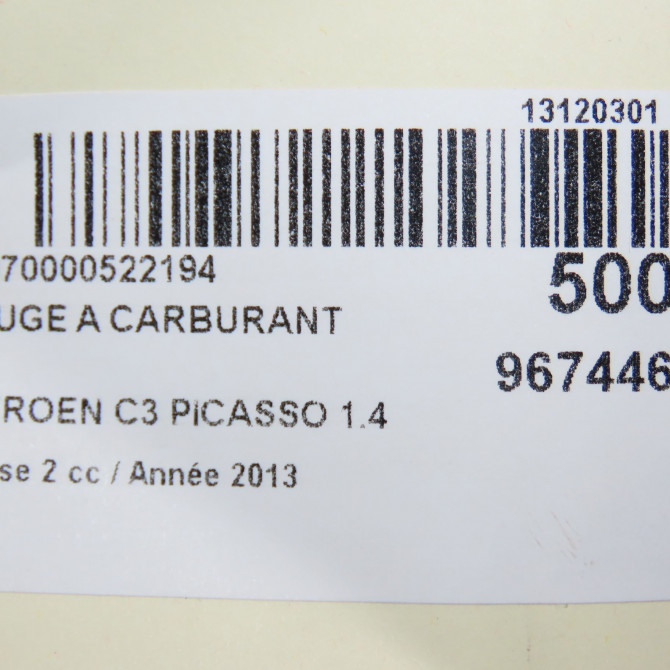 13120301
70000522194
500
UGE A CARBURANT
967446
ROEN C3 PICASSO 1.4
se 2 cc / Année 2013